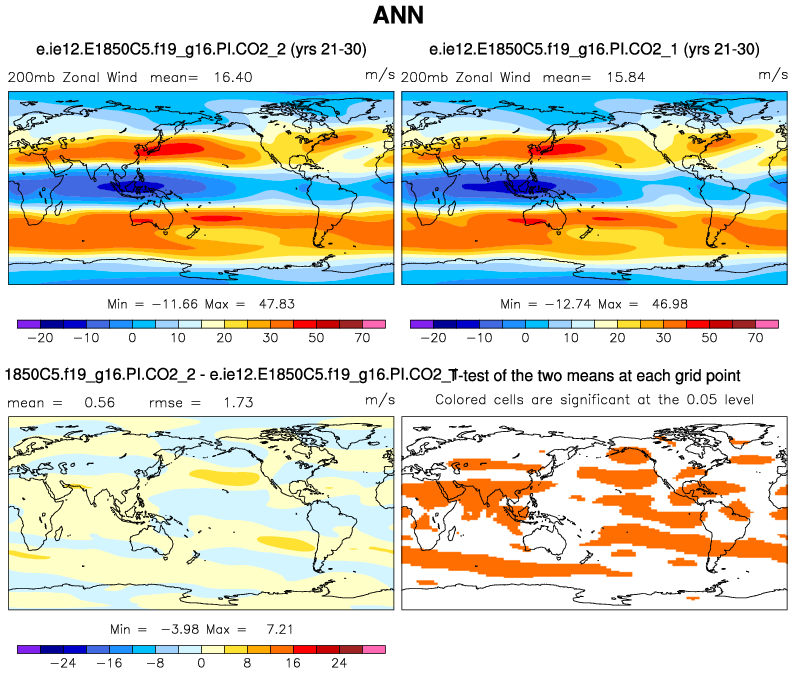 ANN
e.ie12.E1850C5.f19_g16.PI.CO2_2 (yrs 21-30)
e.ie12.E1850C5.f19_g16.PI.CO2_1 (yrs 21-30)
200mb Zonal Wind mean= 16.40 m/s
200mb Zonal Wind mean= 15.84 m/s
Min = -11.66 Max = 47.83
Min = -12.74 Max = 46.98
-20 -10 0 10 20 30 50 70
-20 -10 0 10 20 30 50 70
1850C5.f19_g16.PI.CO2_2 - e.ie12.E1850C5.f19_g16.PI.CO2_1
T-test of the two means at each grid point
mean = 0.56 rmse = 1.73 m/s
Colored cells are significant at the 0.05 level
Min = -3.98 Max = 7.21
-24 -16 -8 0 8 16 24